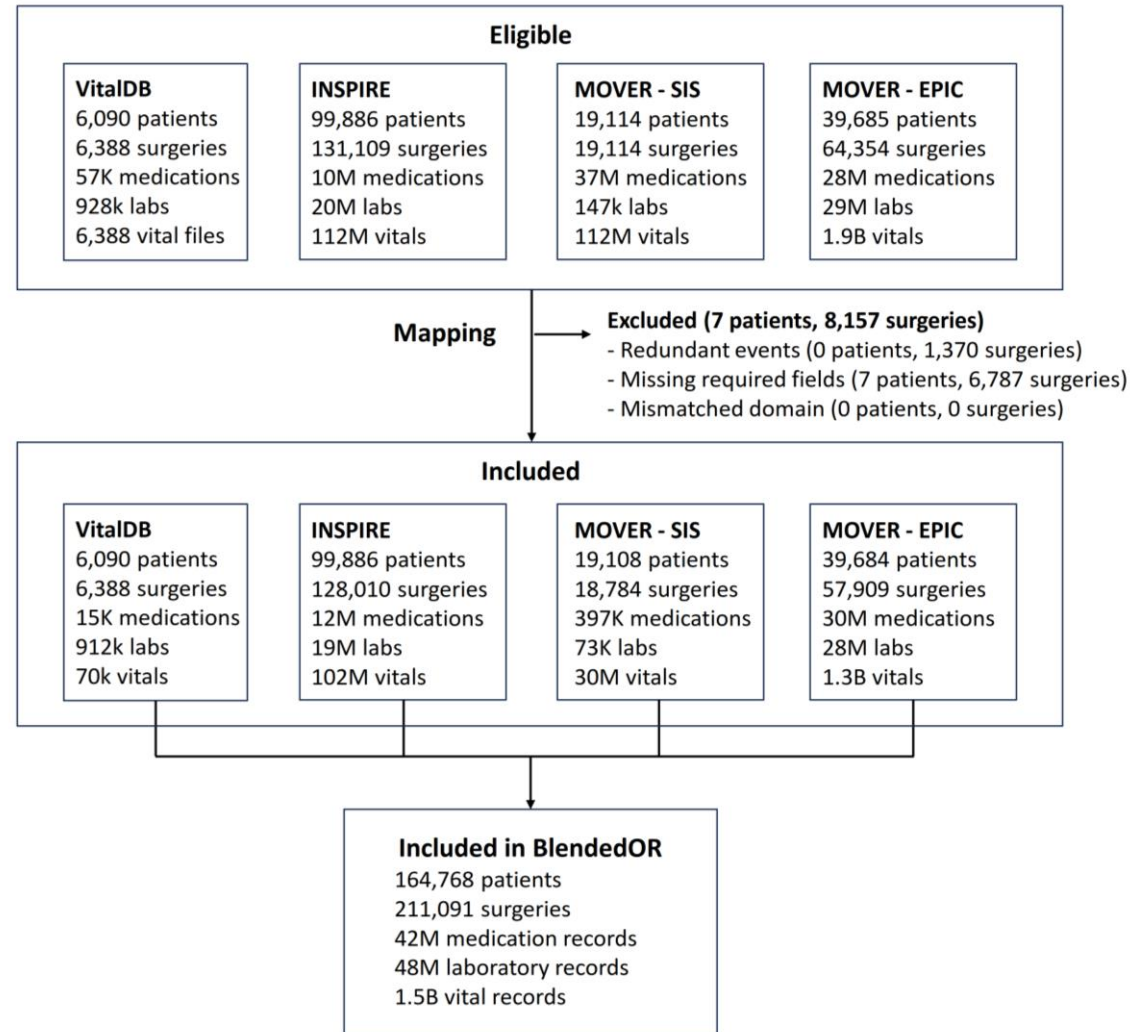 Eligible
VitalDB
6,090 patients
6,388 surgeries
57K medications
928k labs
6,388 vital files
INSPIRE
99,886 patients
131,109 surgeries
10M medications
20M labs
112M vitals
MOVER - SIS
19,114 patients
19,114 surgeries
37M medications
147k labs
112M vitals
MOVER - EPIC
39,685 patients
64,354 surgeries
28M medications
29M labs
1.9B vitals
Mapping
Excluded (7 patients, 8,157 surgeries)
- Redundant events (0 patients, 1,370 surgeries)
- Missing required fields (7 patients, 6,787 surgeries)
- Mismatched domain (0 patients, 0 surgeries)
Included
VitalDB
6,090 patients
6,388 surgeries
15K medications
912k labs
70k vitals
INSPIRE
99,886 patients
128,010 surgeries
12M medications
19M labs
102M vitals
MOVER - SIS
19,108 patients
18,784 surgeries
397K medications
73K labs
30M vitals
MOVER - EPIC
39,684 patients
57,909 surgeries
30M medications
28M labs
1.3B vitals
Included in BlendedOR
164,768 patients
211,091 surgeries
42M medication records
48M laboratory records
1.5B vital records